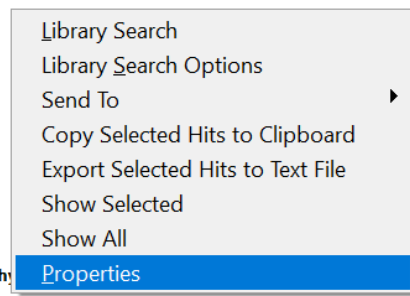 Library Search
Library Search Options
Send To
Copy Selected Hits to Clipboard
Export Selected Hits to Text File
Show Selected
Show All
Properties